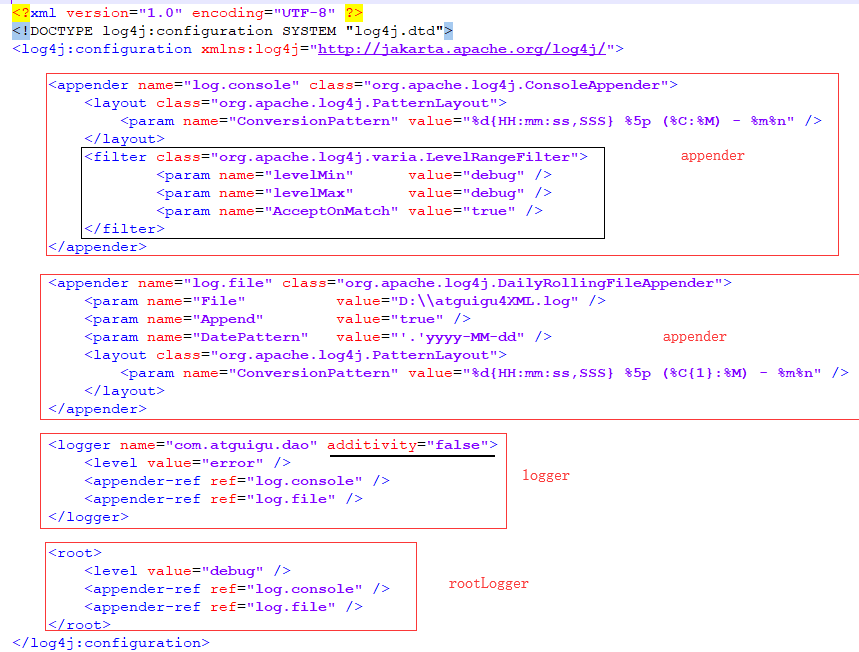 <?xml version="1.0" encoding="UTF-8" ?>
<!DOCTYPE log4j:configuration SYSTEM "log4j.dtd">
<log4j:configuration xmlns:log4j="http://jakarta.apache.org/log4j/">
<appender name="log.console" class="org.apache.log4j.ConsoleAppender">
<layout class="org.apache.log4j.PatternLayout">
<param name="ConversionPattern" value="%d{HH:mm:ss,SSS} %5p (%C:%M) - %m%n" />
</layout>
<filter class="org.apache.log4j.varia.LevelRangeFilter">
appender
<param name="levelMin" value="debug" />
<param name="levelMax" value="debug" />
<param name="AcceptOnMatch" value="true" />
</filter>
</appender>
<appender name="log.file" class="org.apache.log4j.DailyRollingFileAppender">
<param name="File" value="D:\\atguigu4XML.log" />
<param name="Append" value="true" />
<param name="DatePattern" value="'.'yyyy-MM-dd" />
appender
<layout class="org.apache.log4j.PatternLayout">
<param name="ConversionPattern" value="%d{HH:mm:ss,SSS} %5p (%C{1}:%M) - %m%n" />
</layout>
</appender>
<logger name="com.atguigu.dao" additivity="false">
<level value="error" />
<appender-ref ref="log.console" />
logger
<appender-ref ref="log.file" />
</logger>
<root>
<level value="debug" />
rootLogger
<appender-ref ref="log.console" />
<appender-ref ref="log.file" />
</root>
</log4j:configuration>